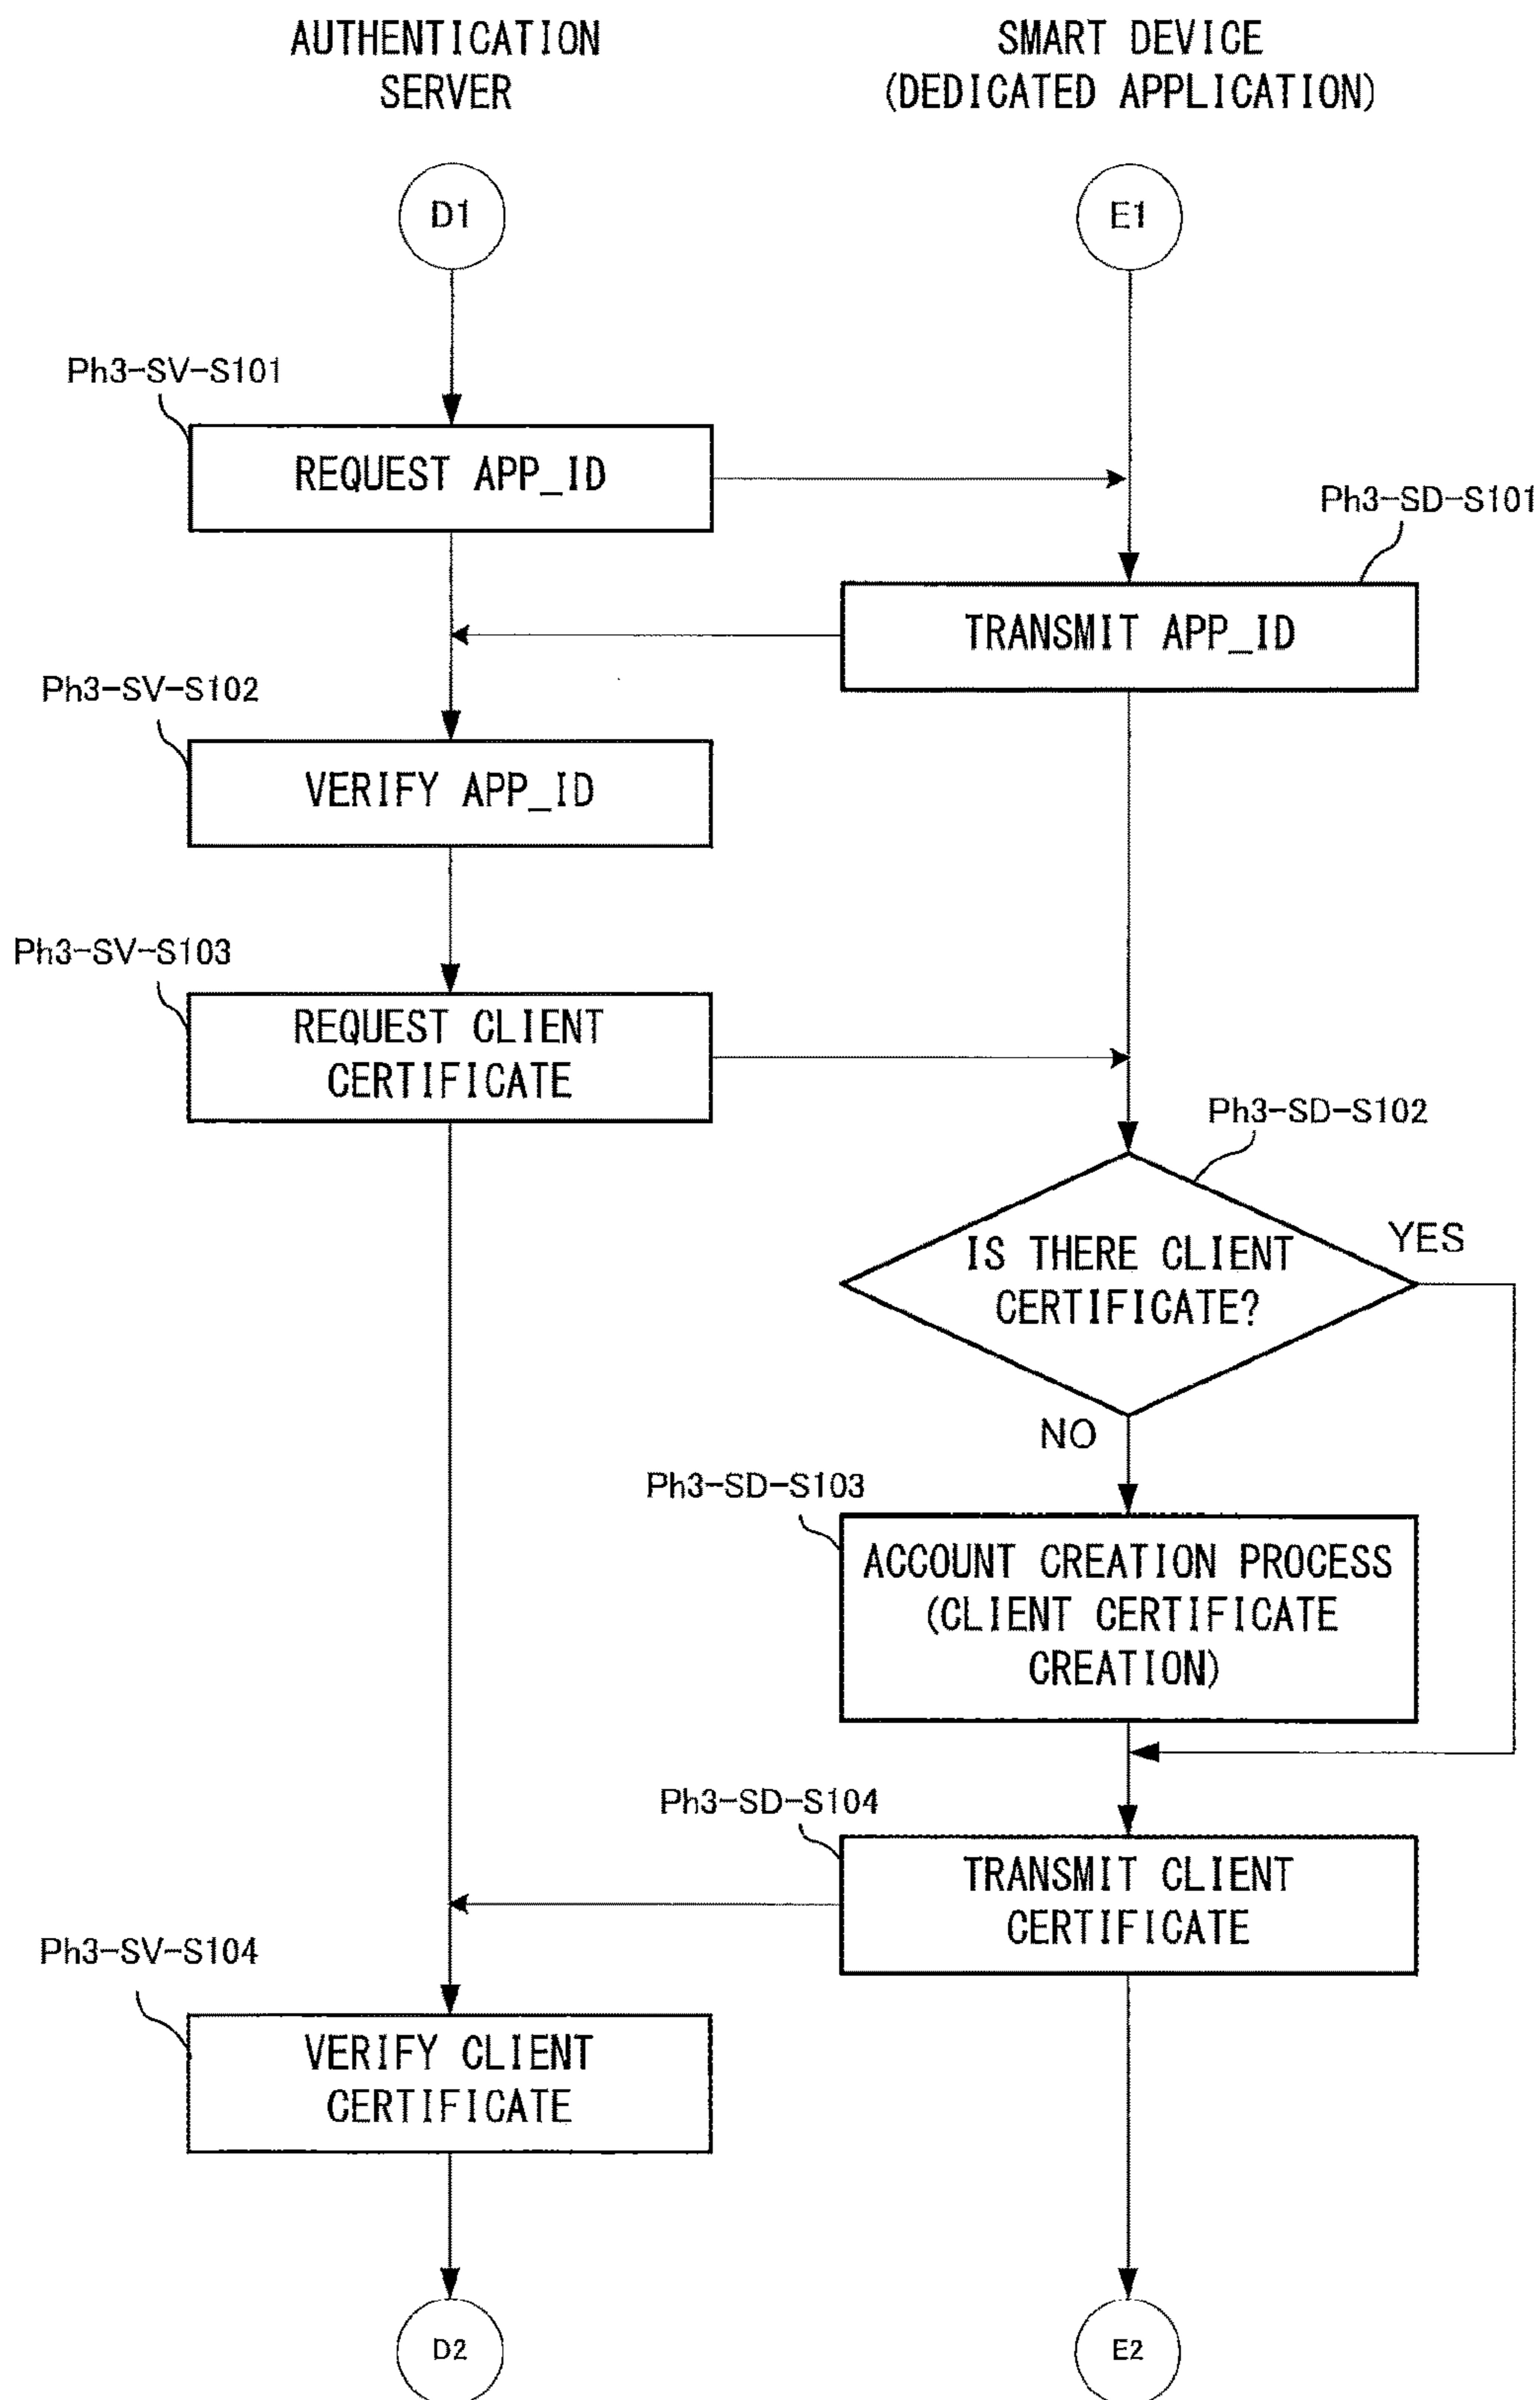 AUTHENTICATION
SERVER
SMART DEVICE
(DEDICATED APPLICATION)
D1
E1
Ph3-SV-S101
REQUEST APP_ID
Ph3-SD-S101
TRANSMIT APP_ID
Ph3-SV-S102
VERIFY APP_ID
Ph3-SV-S103
REQUEST CLIENT
CERTIFICATE
Ph3-SD-S102
IS THERE CLIENT
CERTIFICATE?
YES
NO
Ph3-SD-S103
ACCOUNT CREATION PROCESS
(CLIENT CERTIFICATE
CREATION)
Ph3-SD-S104
TRANSMIT CLIENT
CERTIFICATE
Ph3-SV-S104
VERIFY CLIENT
CERTIFICATE
D2
E2